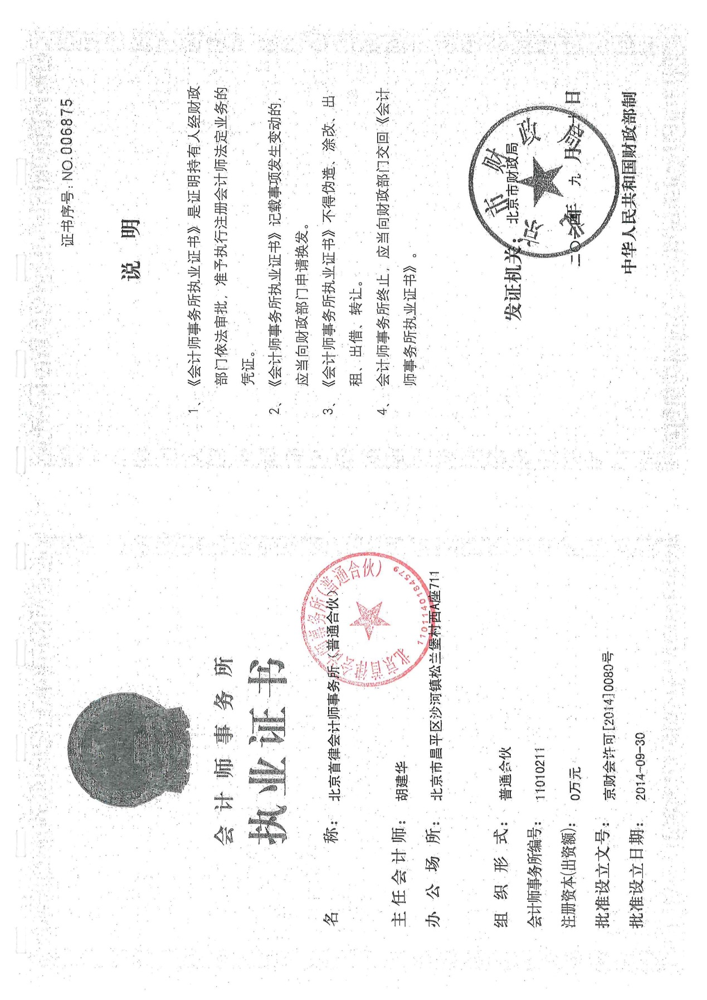 会计师事务所
执业证书
名称：北京首律会计师事务所（普通合伙）
主任会计师：胡建华
办公场所：北京市昌平区沙河镇松兰堡村西A座711
组织形式：普通合伙
会计师事务所编号：11010211
注册资本(出资额)：0万元
批准设立文号：京财会许可[2014]0080号
批准设立日期：2014-09-30
北京首律会计师事务所（普通合伙）
1101140184579
证书序号：NO.006875
说明
1、《会计师事务所执业证书》是证明持有人经财政
部门依法审批，准予执行注册会计师法定业务的
凭证。
2、《会计师事务所执业证书》记载事项发生变动的，
应当向财政部门申请换发。
3、《会计师事务所执业证书》不得伪造、涂改、出
租、出借、转让。
4、会计师事务所终止，应当向财政部门交回《会计
师事务所执业证书》。
发证机关：北京市财政局
北京市财政局
九月
日
中华人民共和国财政部制